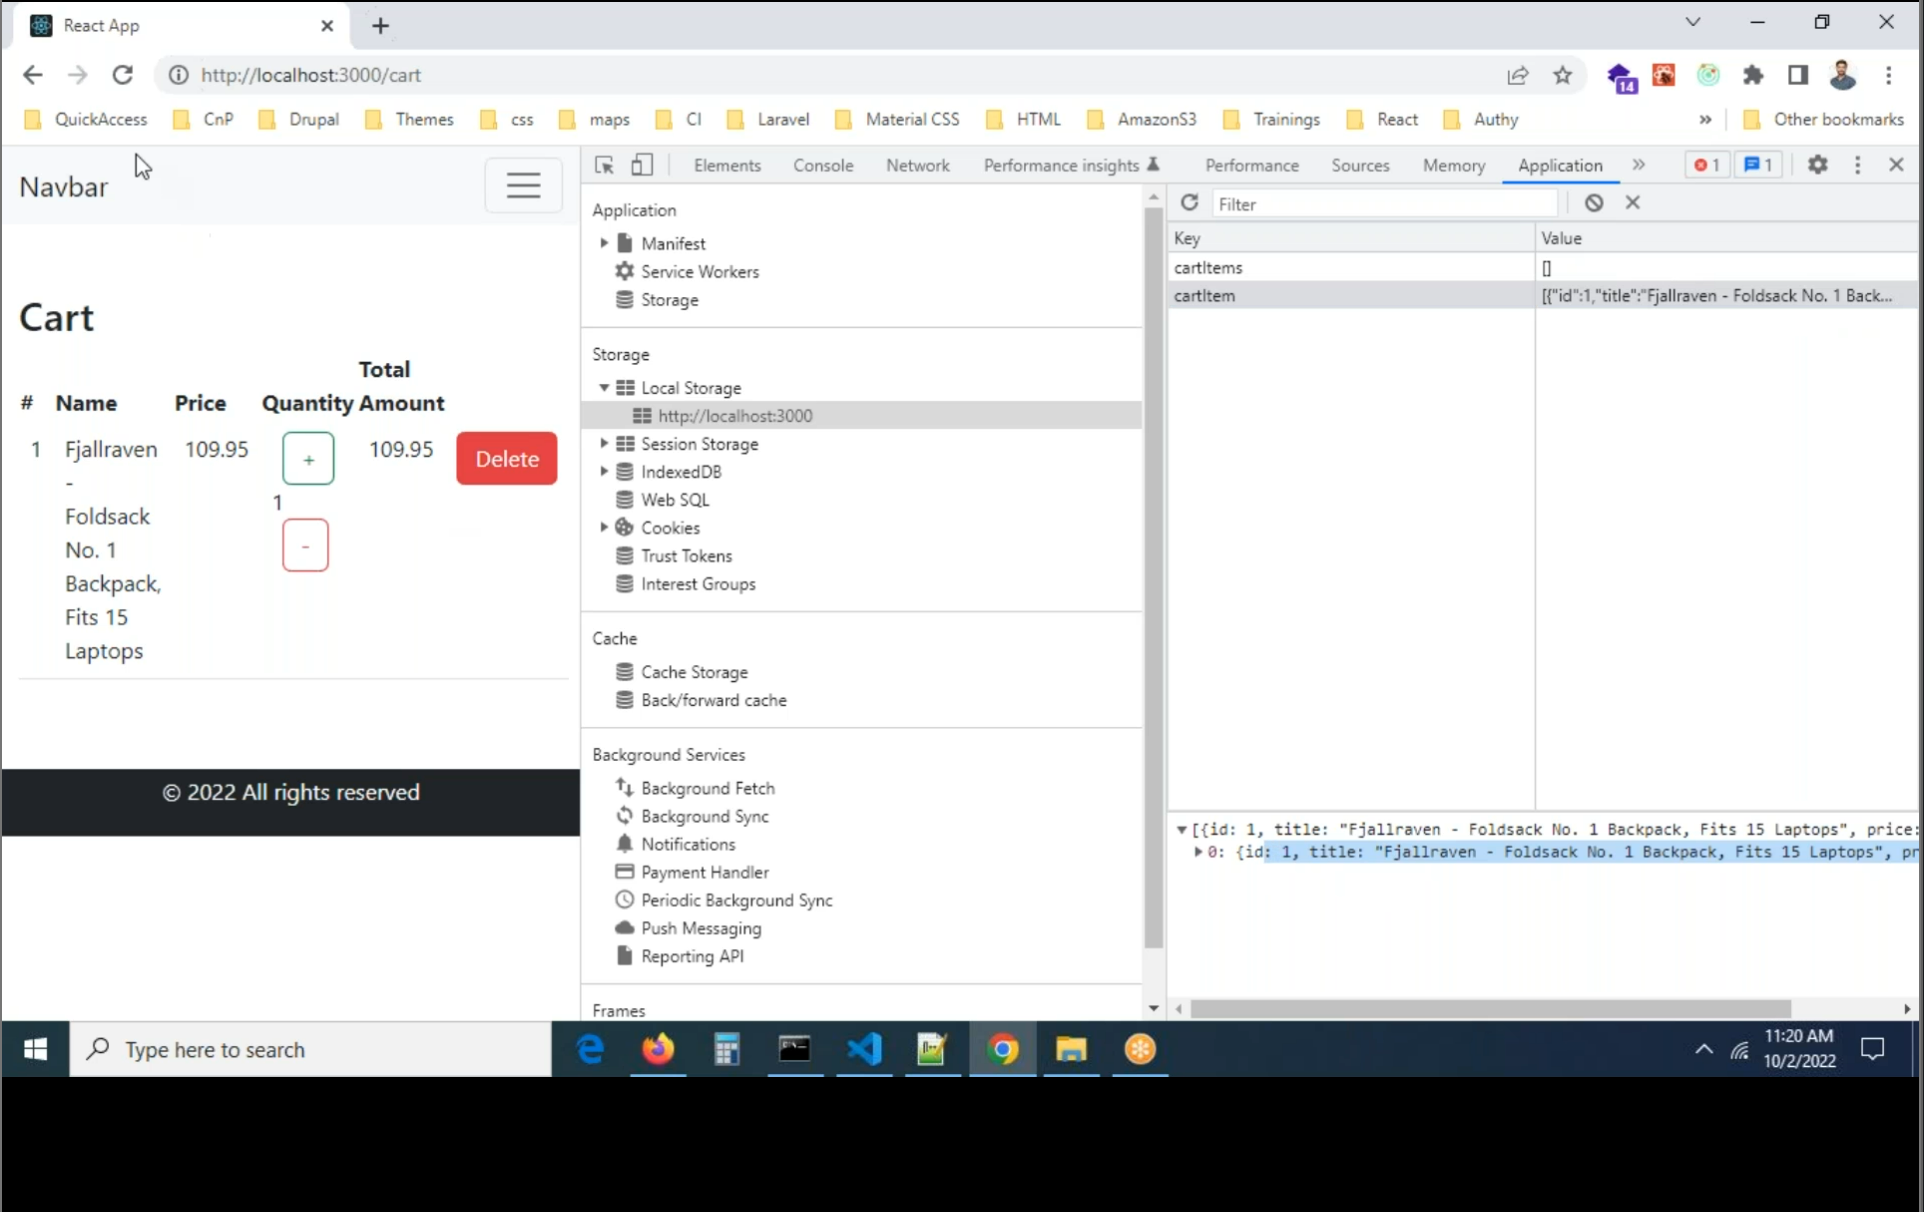 React App
http://localhost:3000/cart
14
QuickAccess CnP Drupal Themes css maps CI Laravel Material CSS HTML AmazonS3 Trainings React Authy » Other bookmarks
Navbar
Elements Console Network Performance insights Performance Sources Memory Application » 1 1
Cart
# Name Price Quantity Total Amount
1 Fjallraven 109.95 + 109.95 Delete
-
1
Foldsack
No. 1
-
Backpack,
Fits 15
Laptops
© 2022 All rights reserved
Application
Manifest
Service Workers
Storage
Storage
Local Storage
http://localhost:3000
Session Storage
IndexedDB
Web SQL
Cookies
Trust Tokens
Interest Groups
Cache
Cache Storage
Back/forward cache
Background Services
Background Fetch
Background Sync
Notifications
Payment Handler
Periodic Background Sync
Push Messaging
Reporting API
Frames
Filter
Key Value
cartItems []
cartItem [{"id":1,"title":"Fjallraven - Foldsack No. 1 Back...
[{id: 1, title: "Fjallraven - Foldsack No. 1 Backpack, Fits 15 Laptops", price:
0: {id: 1, title: "Fjallraven - Foldsack No. 1 Backpack, Fits 15 Laptops", pr
Type here to search
11:20 AM
10/2/2022